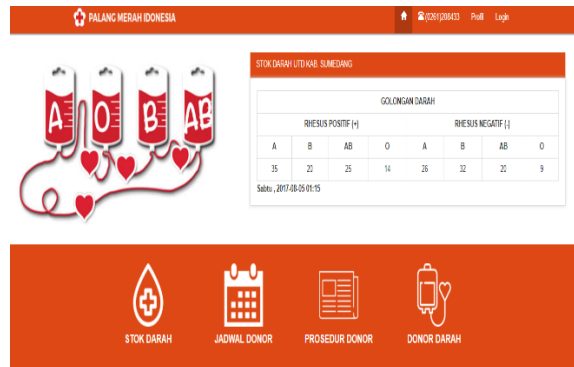 PALANG MERAH IDONESIA
(0261)208433 Profil Login
A O B AB
STOK DARAH UTD KAB. SUMEDANG
GOLONGAN DARAH
RHESUS POSITIF (+) RHESUS NEGATIF (-)
A B AB O A B AB O
35 20 25 14 26 32 20 9
Sabtu , 2017-08-05 01:15
STOK DARAH JADWAL DONOR PROSEDUR DONOR DONOR DARAH